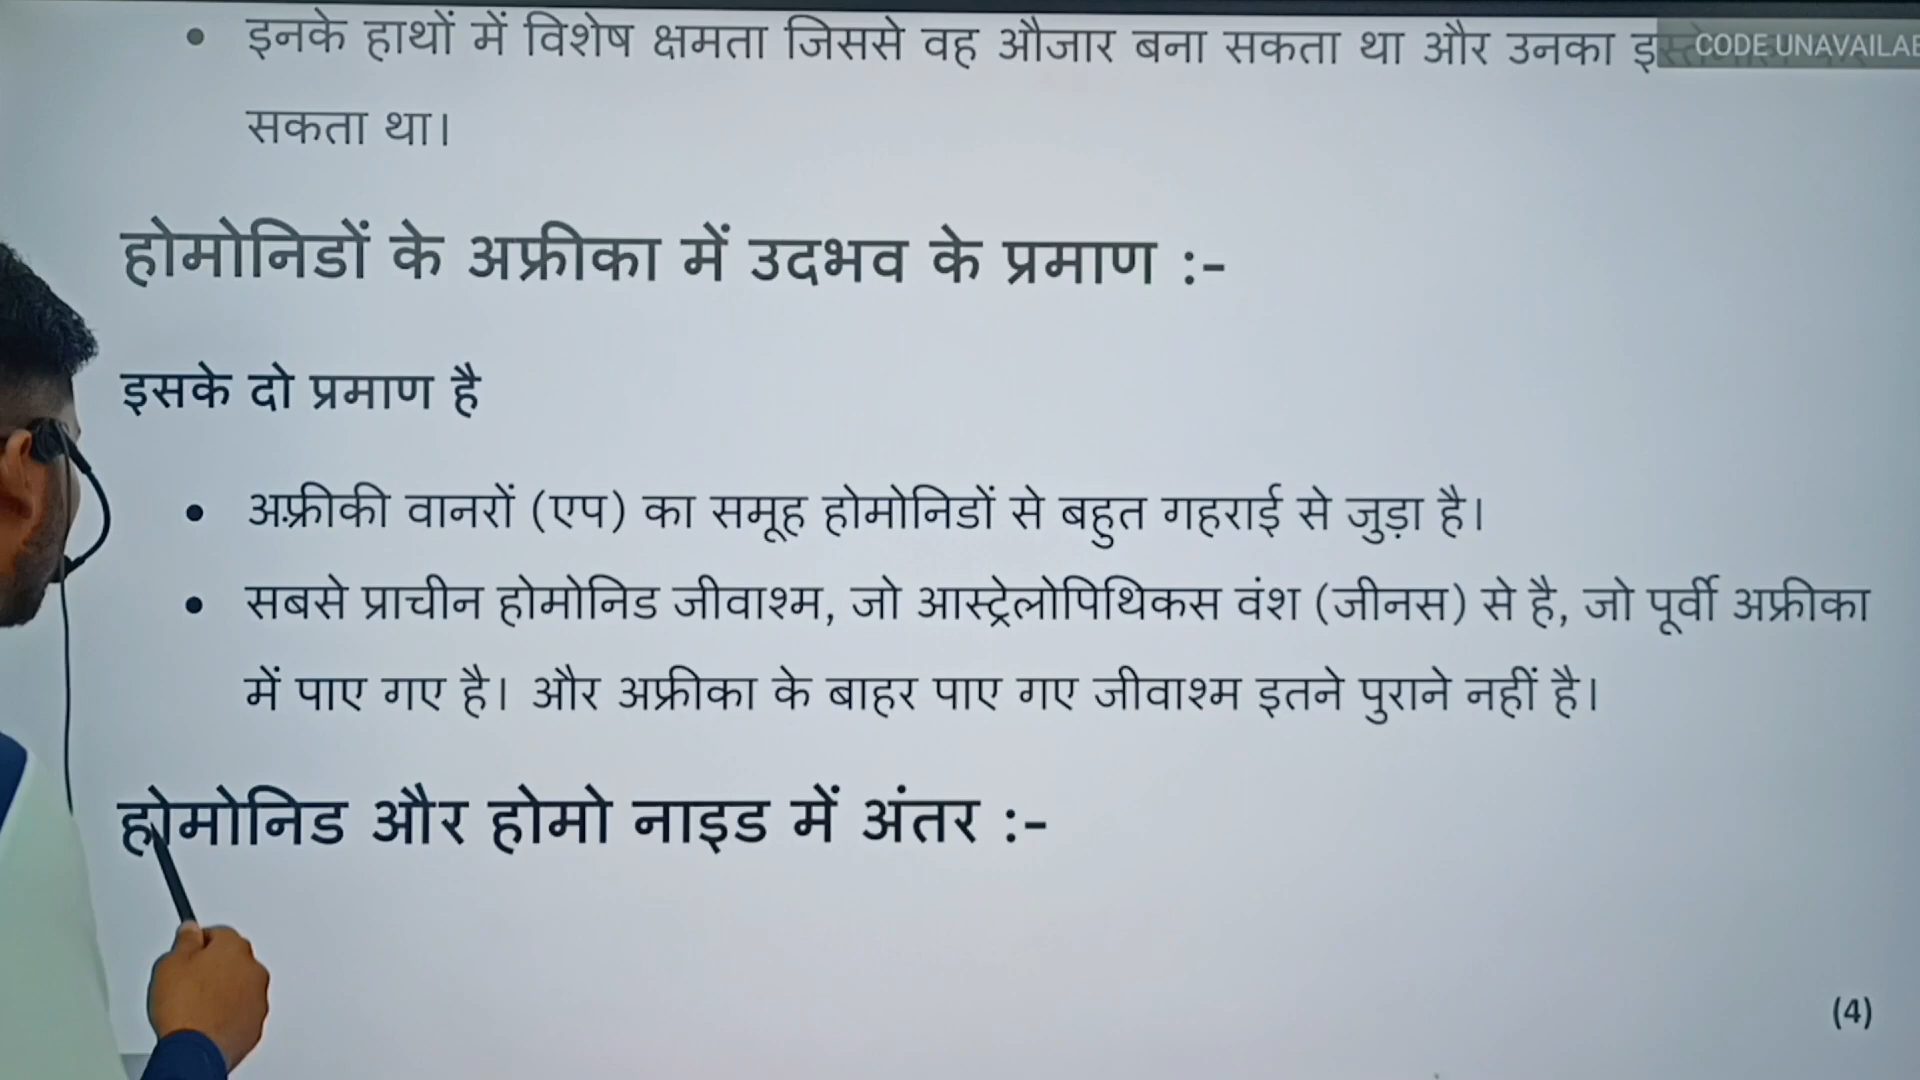 • इनके हाथों में विशेष क्षमता जिससे वह औजार बना सकता था और उनका CODE UNAVAILAB
सकता था।
होमोनिडों के अफ्रीका में उदभव के प्रमाण :-
इसके दो प्रमाण है
• अफ़्रीकी वानरों (एप) का समूह होमोनिडों से बहुत गहराई से जुड़ा है।
• सबसे प्राचीन होमोनिड जीवाश्म, जो आस्ट्रेलोपिथिकस वंश (जीनस) से है, जो पूर्वी अफ्रीका
में पाए गए है। और अफ्रीका के बाहर पाए गए जीवाश्म इतने पुराने नहीं है।
होमोनिड और होमो नाइड में अंतर :-
(4)